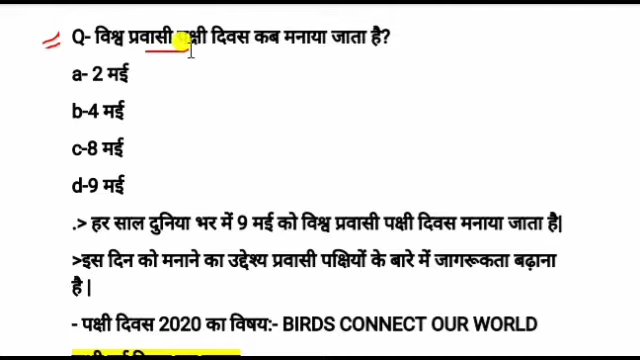 Q- विश्व प्रवासी पक्षी दिवस कब मनाया जाता है?
a- 2 मई
b-4 मई
c-8 मई
d-9 मई
.> हर साल दुनिया भर में 9 मई को विश्व प्रवासी पक्षी दिवस मनाया जाता है|
>इस दिन को मनाने का उद्देश्य प्रवासी पक्षियों के बारे में जागरूकता बढ़ाना
है |
- पक्षी दिवस 2020 का विषय:- BIRDS CONNECT OUR WORLD